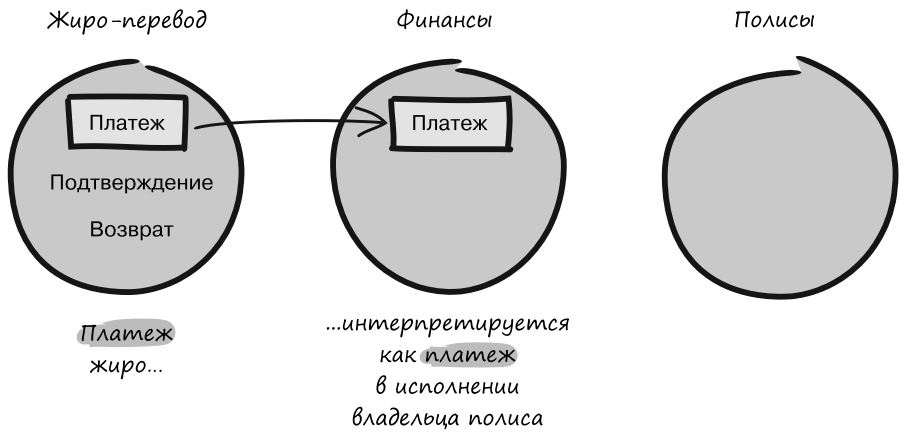 Жиро-перевод
Финансы
Полисы
Платеж
Платеж
Подтверждение
Возврат
Платеж
жиро...
...интерпретируется
как платеж
в исполнении
владельца полиса